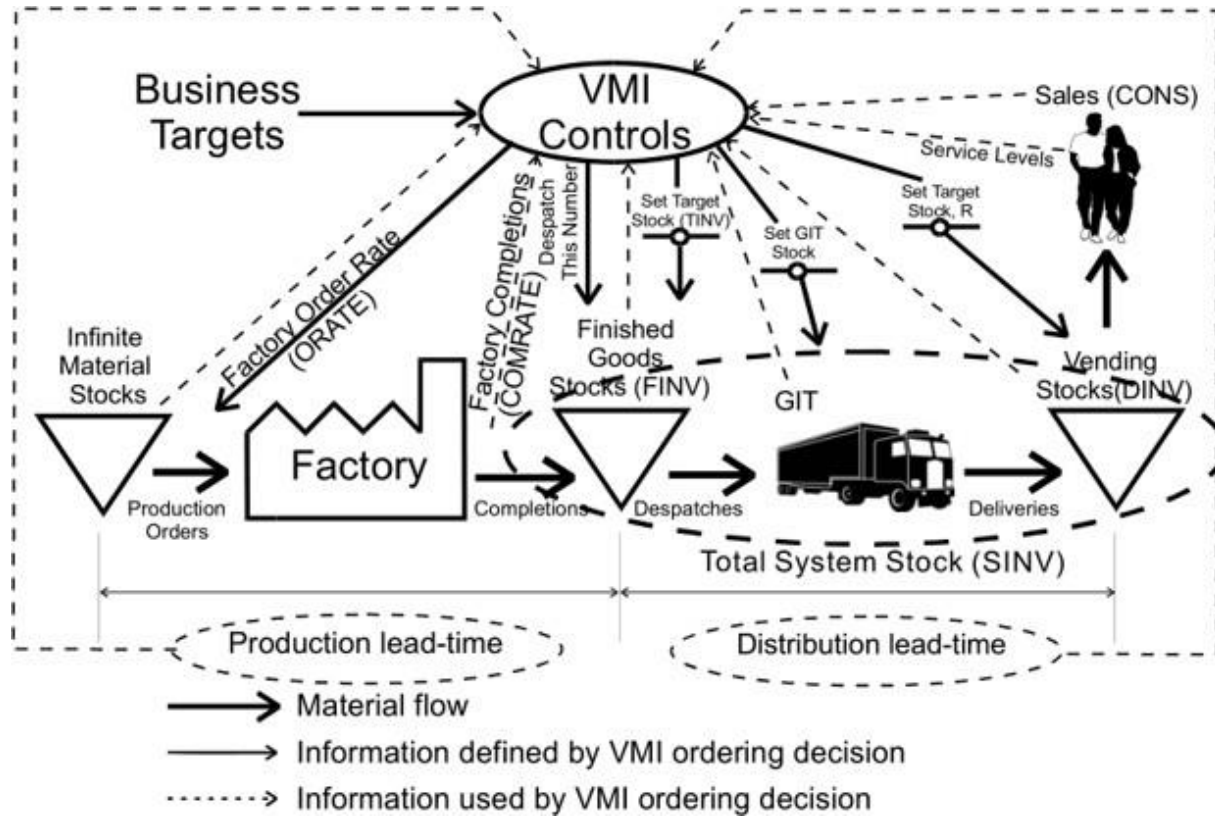 Business
Targets
VMI
Controls
Sales (CONS)
Service Levels
Factory Order Rate
(ORATE)
Factory Completions
(COMRATE)
Despatch
This Number
Set Target
Stock (TINV)
Set GIT
Stock
Set Target
Stock, R
Infinite
Material
Stocks
Finished
Goods
Stocks (FINV)
GIT
Vending
Stocks(DINV)
Factory
Production
Orders
Completions
Despatches
Deliveries
Total System Stock (SINV)
Production lead-time
Distribution lead-time
Material flow
Information defined by VMI ordering decision
Information used by VMI ordering decision